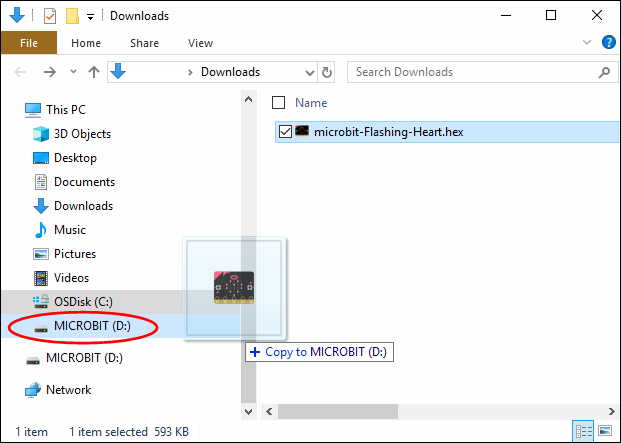 Downloads
File Home Share View
Downloads Search Downloads
This PC
3D Objects
Desktop
Documents
Downloads
Music
Pictures
Videos
OSDisk (C:)
MICROBIT (D:)
MICROBIT (D:)
Network
Name
microbit-Flashing-Heart.hex
Copy to MICROBIT (D:)
1 item 1 item selected 593 KB